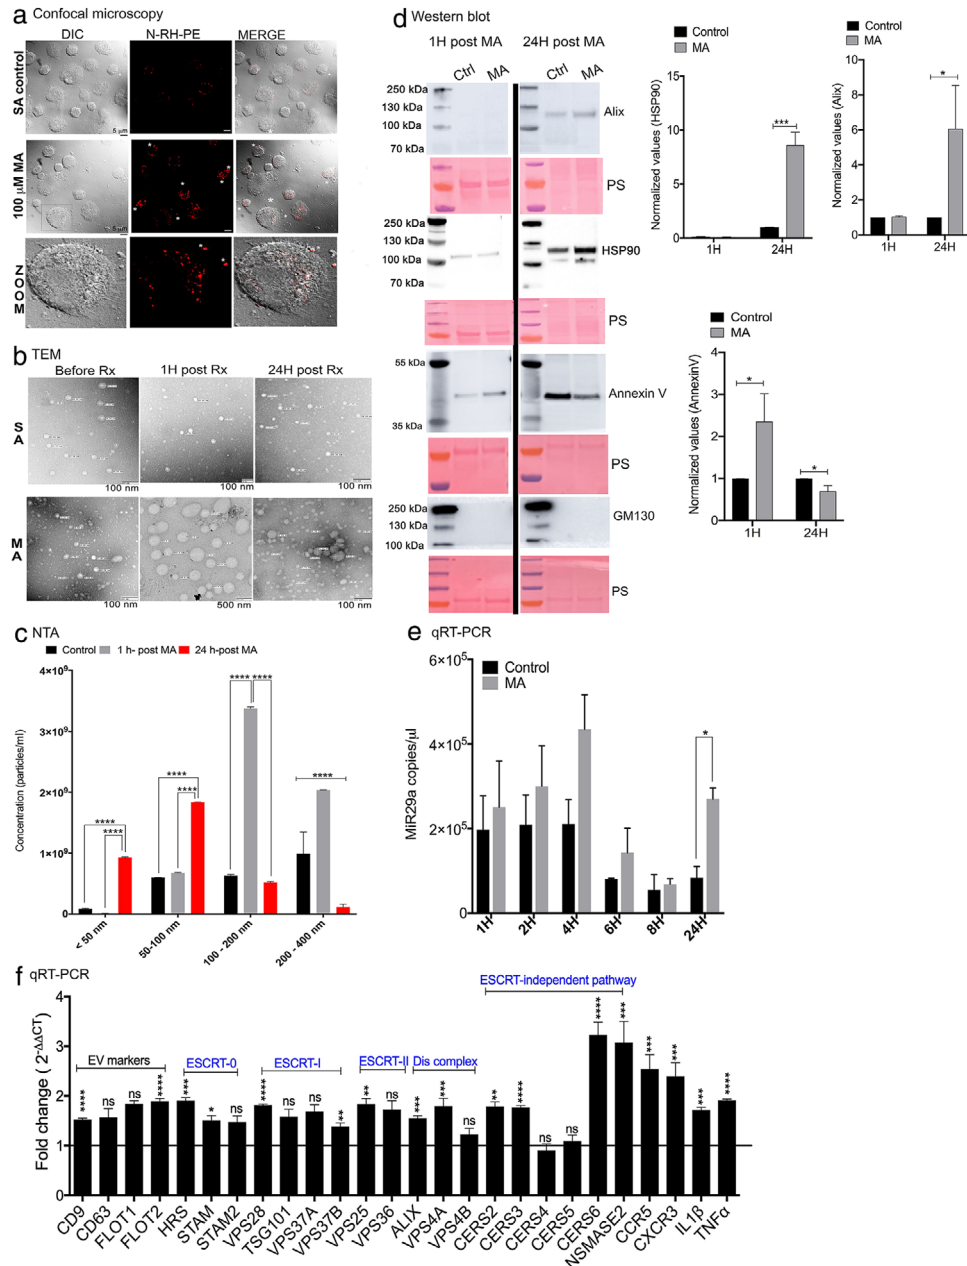 a Confocal microscopy
DIC N-RH-PE MERGE
SA control
5 µm
100 µM MA
5 µm
ZOOM
b TEM
Before Rx 1H post Rx 24H post Rx
SA
100 nm 100 nm 100 nm
MA
100 nm 500 nm 100 nm
c NTA
Control 1 h- post MA 24 h-post MA
Concentration (particles/ml)
4×10⁹
3×10⁹
2×10⁹
1×10⁹
0
**** **** **** **** **** **** ****
< 50 nm 50-100 nm 100 - 200 nm 200 - 400 nm
d Western blot
1H post MA 24H post MA
Ctrl MA Ctrl MA
250 kDa
130 kDa
100 kDa
70 kDa
Alix
PS
250 kDa
130 kDa
100 kDa
70 kDa
HSP90
PS
55 kDa
35 kDa
Annexin V
PS
250 kDa
130 kDa
100 kDa
GM130
PS
Control
MA
Normalized values (HSP90)
15
10
5
0
***
1H 24H
Control
MA
Normalized values (Alix)
10
8
6
4
2
0
*
1H 24H
Control
MA
Normalized values (AnnexinV)
4
3
2
1
0
* *
1H 24H
e qRT-PCR
Control
MA
MiR29a copies/µl
6×10⁵
4×10⁵
2×10⁵
0
*
1H 2H 4H 6H 8H 24H
f qRT-PCR
ESCRT-independent pathway
EV markers ESCRT-0 ESCRT-I ESCRT-II Dis complex
Fold change ( 2-ΔΔCT)
4
3
2
1
0
**** ns ns **** *** * ns **** ns ns ** ** ns *** *** ns ** *** ns ns **** *** *** *** *** ****
CD9 CD63 FLOT1 FLOT2 HRS STAM STAM2 VPS28 TSG101 VPS37A VPS37B VPS25 VPS36 ALIX VPS4A VPS4B CERS2 CERS3 CERS4 CERS5 CERS6 NSMASE2 CCR5 CXCR3 IL1β TNFα